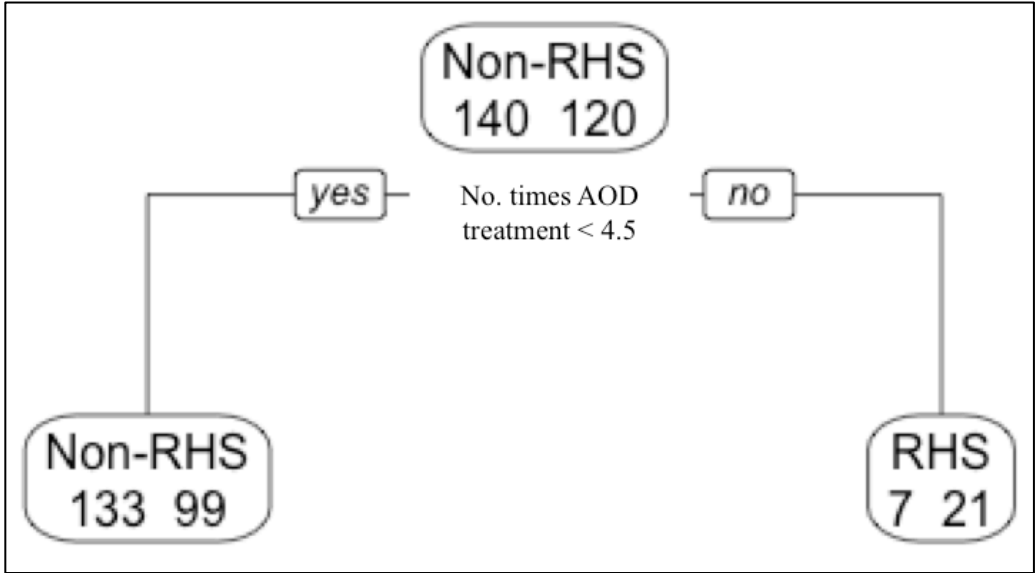 Non-RHS
140 120
yes
No. times AOD
treatment < 4.5
no
Non-RHS
133 99
RHS
7 21